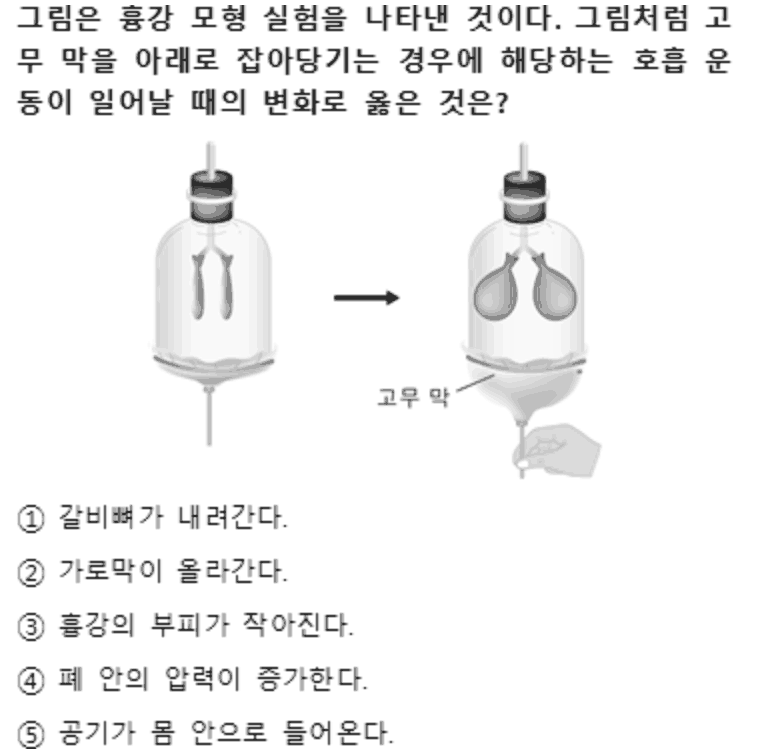 그림은 흉강 모형 실험을 나타낸 것이다. 그림처럼 고
무 막을 아래로 잡아당기는 경우에 해당하는 호흡 운
동이 일어날 때의 변화로 옳은 것은?
고무 막
① 갈비뼈가 내려간다.
② 가로막이 올라간다.
③ 흉강의 부피가 작아진다.
④ 폐 안의 압력이 증가한다.
⑤ 공기가 몸 안으로 들어온다.